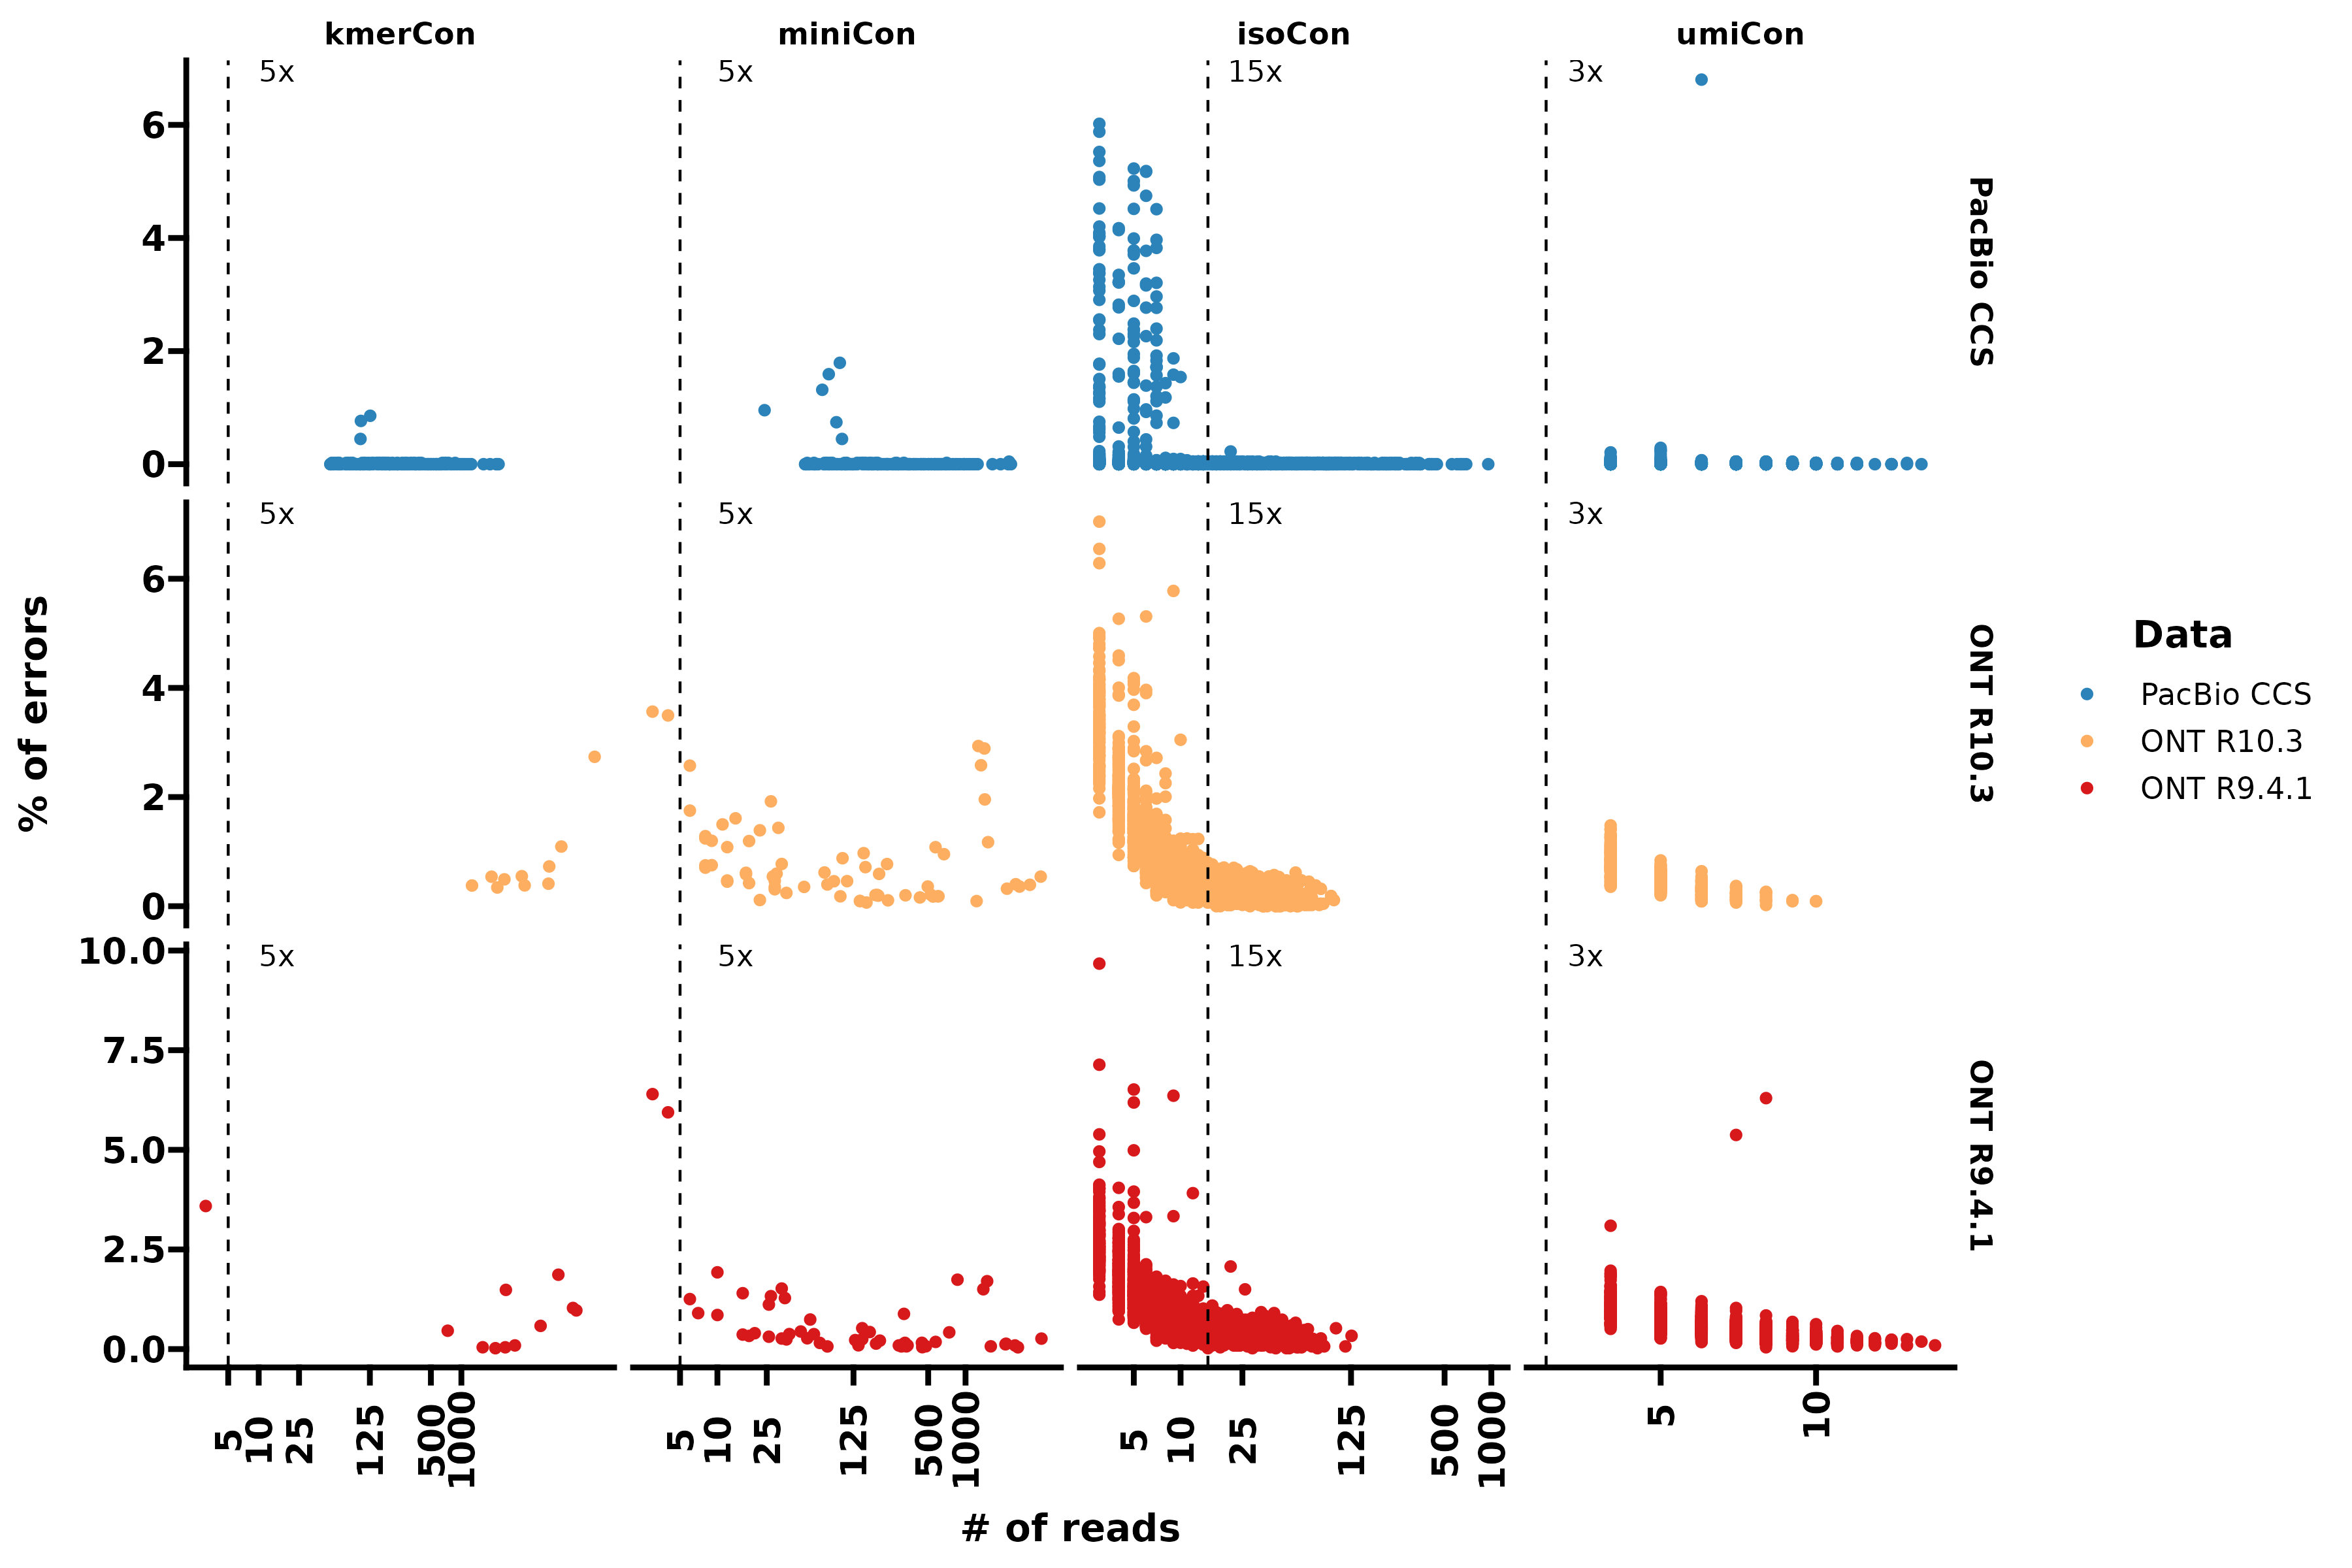 kmerCon miniCon isoCon umiCon
5x 5x 15x 3x
6
4
2
0
PacBio CCS
5x 5x 15x 3x
6
4
2
0
ONT R10.3
5x 5x 15x 3x
10.0
7.5
5.0
2.5
0.0
ONT R9.4.1
% of errors
5 10 25 125 500 1000
5 10 25 125 500 1000
5 10 25 125 500 1000
5 10
# of reads
Data
PacBio CCS
ONT R10.3
ONT R9.4.1